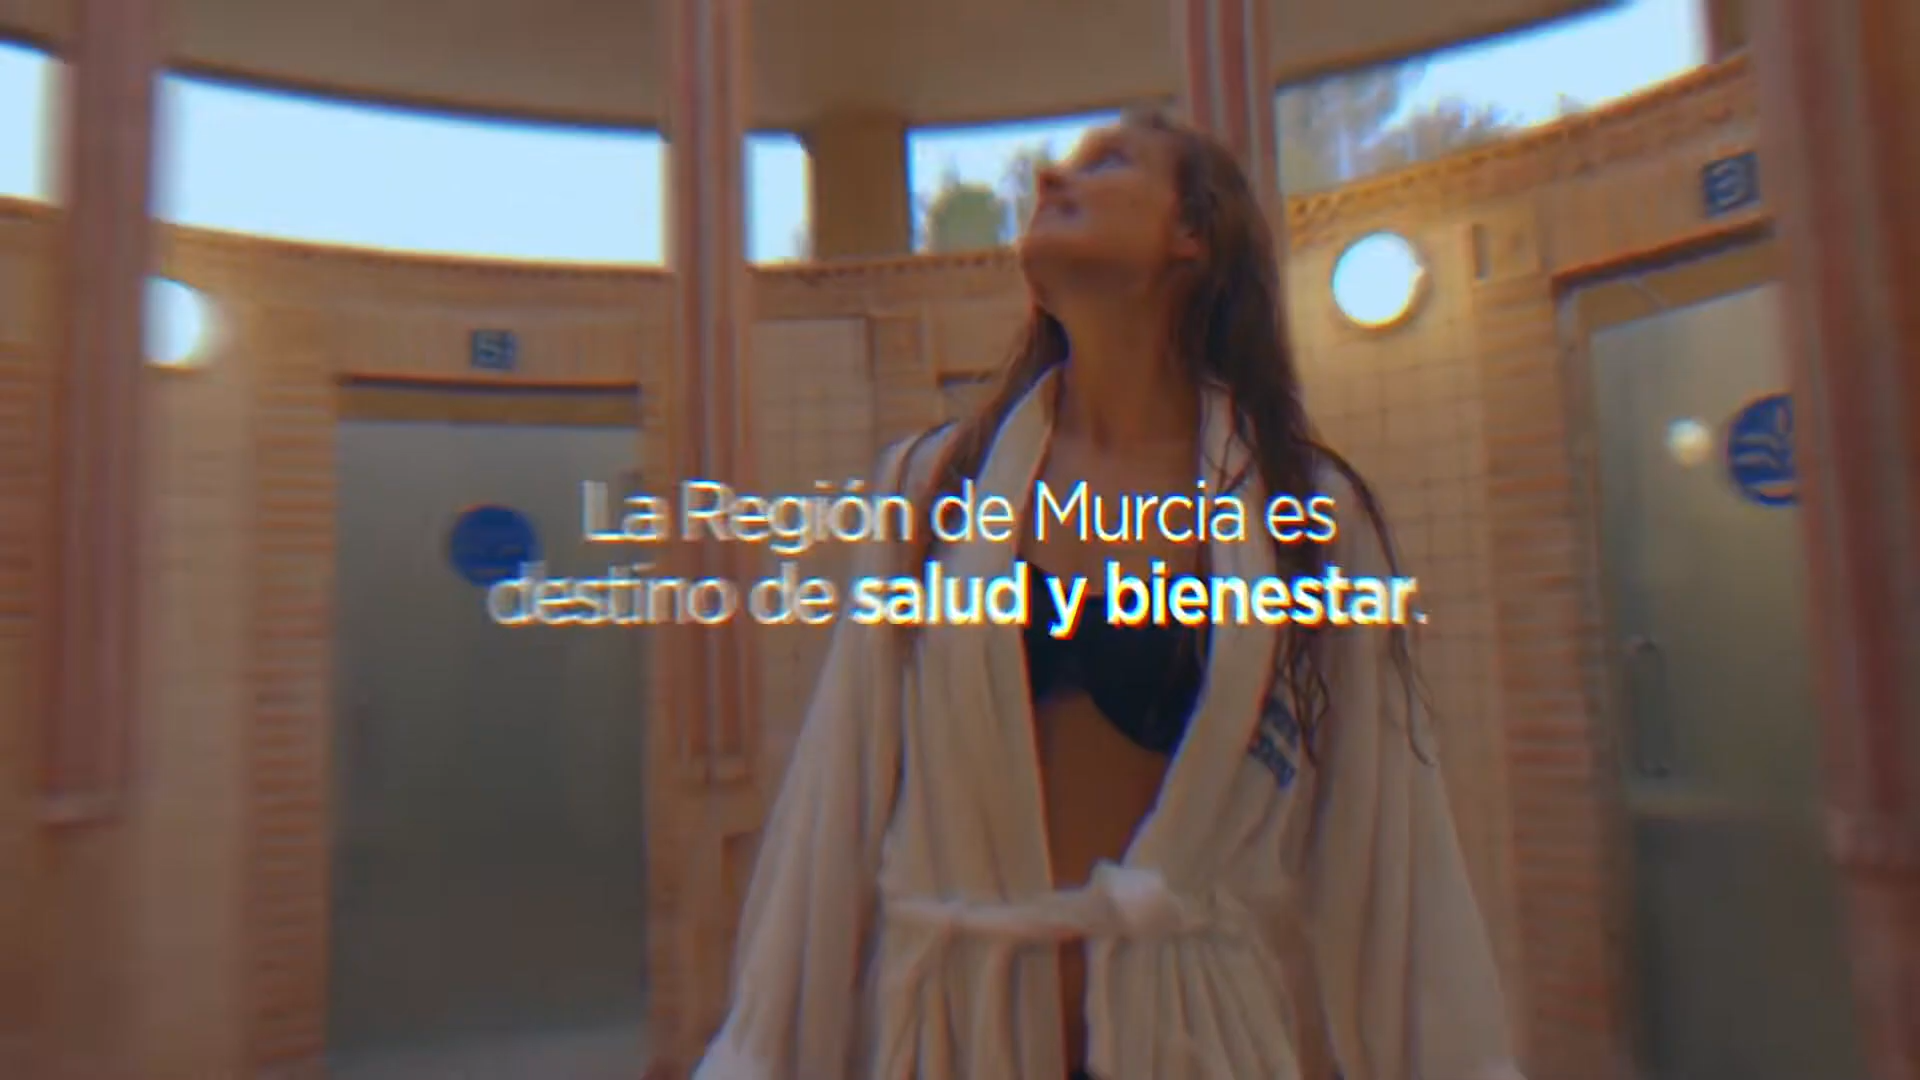 La Región de Murcia es
destino de salud y bienestar.